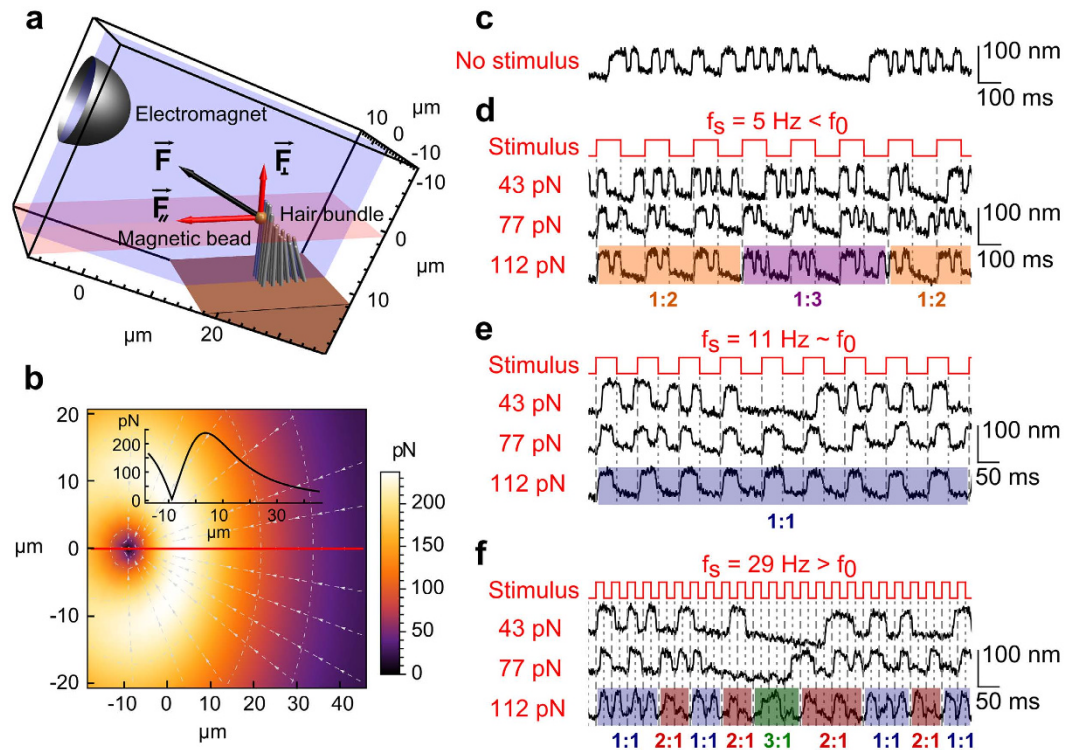 a
Electromagnet
F
F⊥
F//
Hair bundle
Magnetic bead
μm
10
0
-10
0
μm
10
0
20
μm
b
pN
200
100
0
-10
10
30
μm
20
10
μm
0
-10
-20
-10
0
10
20
30
40
μm
pN
200
150
100
50
0
c
No stimulus
100 nm
100 ms
d
fs = 5 Hz < f0
Stimulus
43 pN
77 pN
112 pN
100 nm
100 ms
1:2
1:3
1:2
e
fs = 11 Hz ~ f0
Stimulus
43 pN
77 pN
112 pN
100 nm
50 ms
1:1
f
fs = 29 Hz > f0
Stimulus
43 pN
77 pN
112 pN
100 nm
50 ms
1:1 2:1 1:1 2:1 3:1 2:1 1:1 2:1 1:1